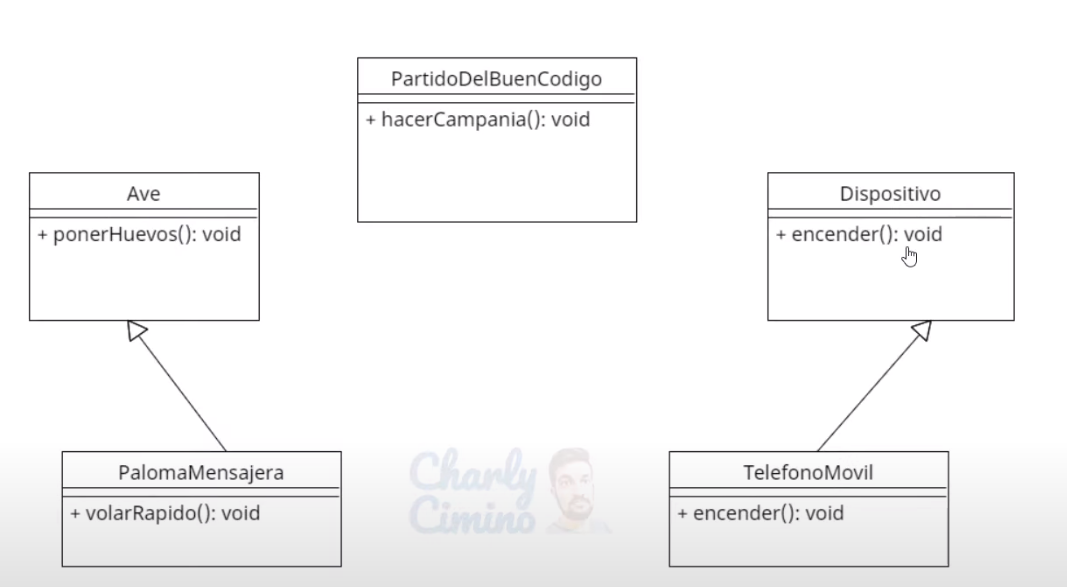 PartidoDelBuenCodigo
+ hacerCampania(): void
Ave
+ ponerHuevos(): void
Dispositivo
+ encender(): void
PalomaMensajera
+ volarRapido(): void
Charly
Cimino
TelefonoMovil
+ encender(): void